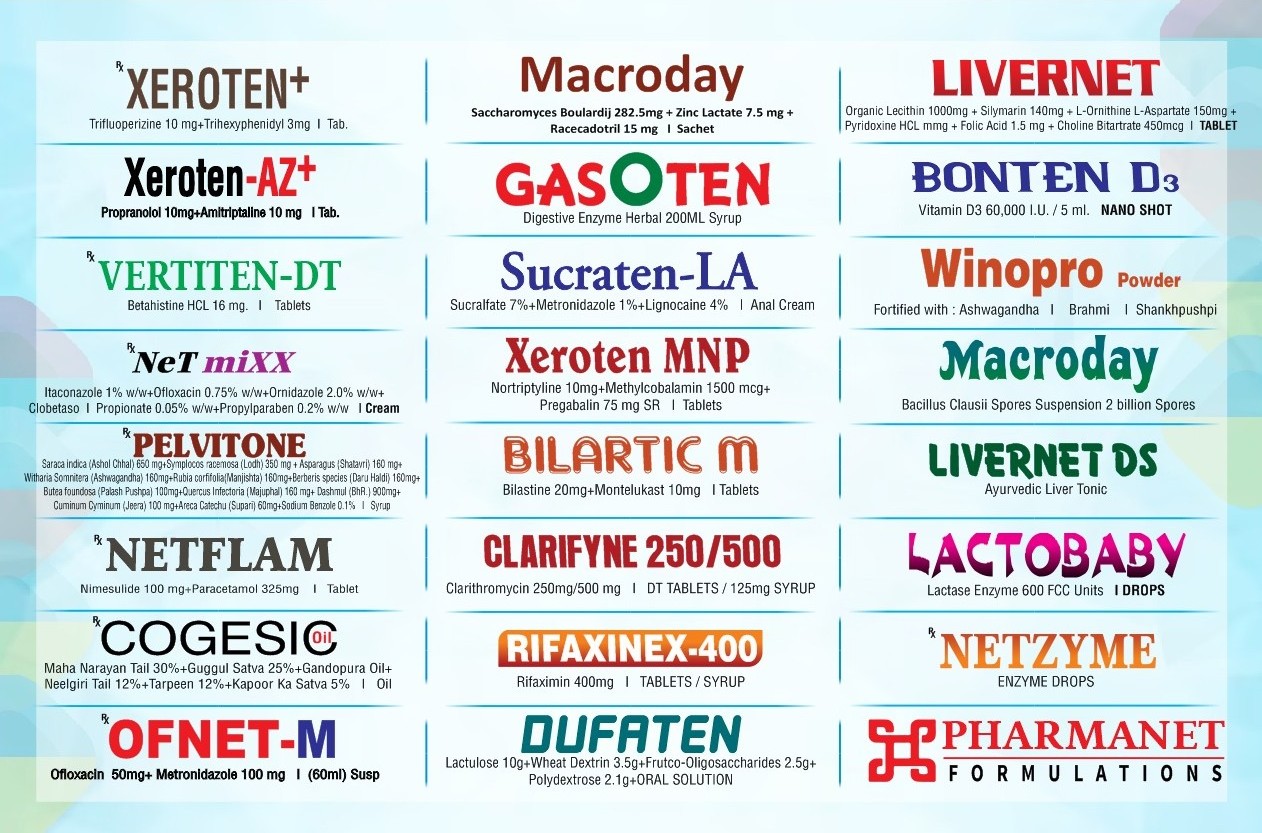 ℞ XEROTEN+
Trifluoperizine 10 mg+Trihexyphenidyl 3mg I Tab.
Xeroten-AZ+
Propranolol 10mg+Amitriptaline 10 mg I Tab.
℞ VERTITEN-DT
Betahistine HCL 16 mg. I Tablets
℞ NeT miXX
Itaconazole 1% w/w+Ofloxacin 0.75% w/w+Ornidazole 2.0% w/w+
Clobetaso I Propionate 0.05% w/w+Propylparaben 0.2% w/w I Cream
℞ PELVITONE
Saraca indica (Ashol Chhal) 650 mg+Symplocos racemosa (Lodh) 350 mg + Asparagus (Shatavri) 160 mg+
Witharia Somnitera (Ashwagandha) 160mg+Rubia corfifolia(Manjishta) 160mg+Berberis species (Daru Haldi) 160mg+
Butea foundosa (Palash Pushpa) 100mg+Quercus Infectoria (Majuphal) 160 mg+ Dashmul (BhR.) 900mg+
Cuminum Cyminum (Jeera) 100 mg+Areca Catechu (Supari) 60mg+Sodium Benzole 0.1% I Syrup
℞ NETFLAM
Nimesulide 100 mg+Paracetamol 325mg I Tablet
℞ COGESIC Oil
Maha Narayan Tail 30%+Guggul Satva 25%+Gandopura Oil+
Neelgiri Tail 12%+Tarpeen 12%+Kapoor Ka Satva 5% I Oil
℞ OFNET-M
Ofloxacin 50mg+ Metronidazole 100 mg I (60ml) Susp
Macroday
Saccharomyces Boulardij 282.5mg + Zinc Lactate 7.5 mg +
Racecadotril 15 mg I Sachet
GASOTEN
Digestive Enzyme Herbal 200ML Syrup
Sucraten-LA
Sucralfate 7%+Metronidazole 1%+Lignocaine 4% I Anal Cream
Xeroten MNP
Nortriptyline 10mg+Methylcobalamin 1500 mcg+
Pregabalin 75 mg SR I Tablets
BILARTIC M
Bilastine 20mg+Montelukast 10mg I Tablets
CLARIFYNE 250/500
Clarithromycin 250mg/500 mg I DT TABLETS / 125mg SYRUP
RIFAXINEX-400
Rifaximin 400mg I TABLETS / SYRUP
DUFATEN
Lactulose 10g+Wheat Dextrin 3.5g+Frutco-Oligosaccharides 2.5g+
Polydextrose 2.1g+ORAL SOLUTION
LIVERNET
Organic Lecithin 1000mg + Silymarin 140mg + L-Ornithine L-Aspartate 150mg +
Pyridoxine HCL mmg + Folic Acid 1.5 mg + Choline Bitartrate 450mcg I TABLET
BONTEN D3
Vitamin D3 60,000 I.U. / 5 ml. NANO SHOT
Winopro Powder
Fortified with : Ashwagandha I Brahmi I Shankhpushpi
Macroday
Bacillus Clausii Spores Suspension 2 billion Spores
LIVERNET DS
Ayurvedic Liver Tonic
LACTOBABY
Lactase Enzyme 600 FCC Units I DROPS
℞ NETZYME
ENZYME DROPS
PHARMANET
FORMULATIONS